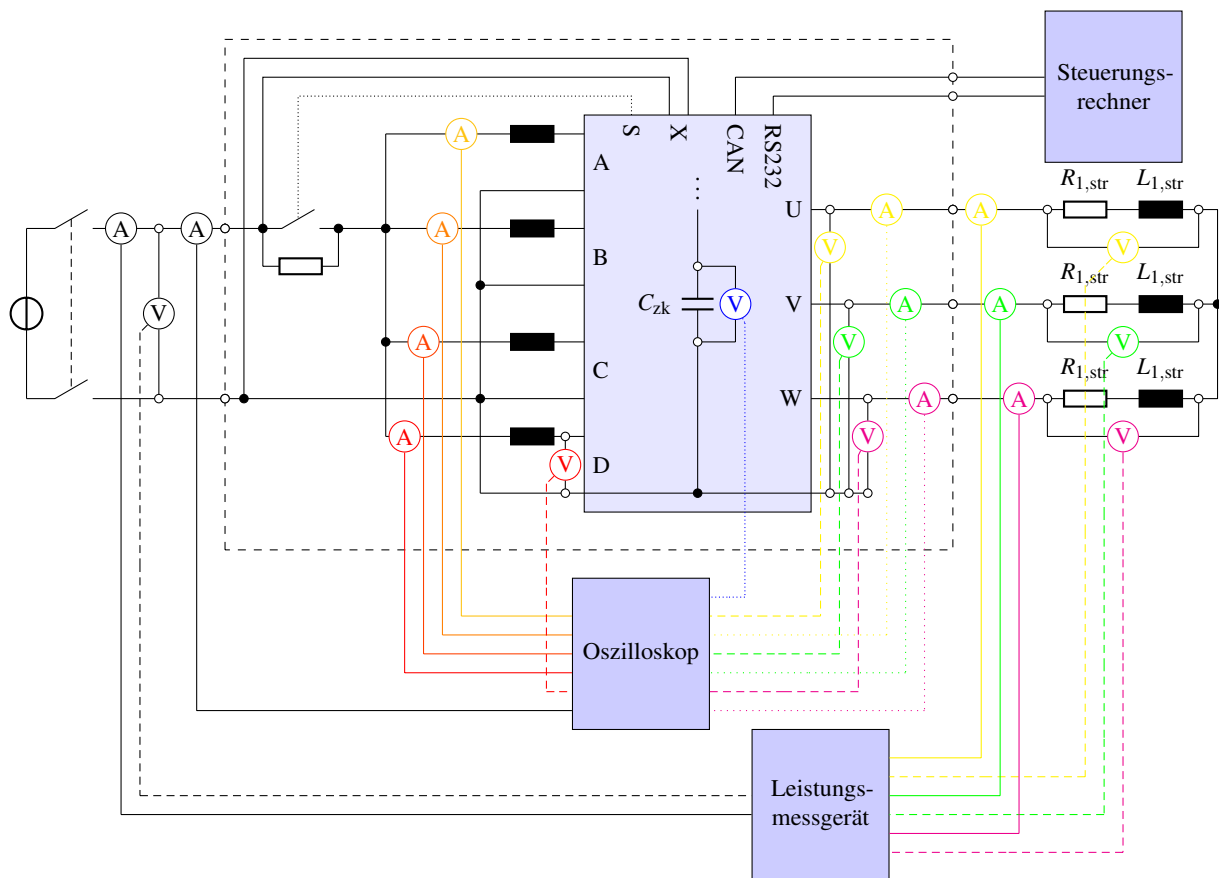 Steuerungs-
rechner
S
X
CAN
RS232
A
A
B
C
D
U
V
W
...
C_zk
V
A
A
V
A
A
A
V
A
A
V
A
A
V
A
A
V
R_1,str
L_1,str
V
R_1,str
L_1,str
V
R_1,str
L_1,str
V
Oszilloskop
Leistungs-
messgerät